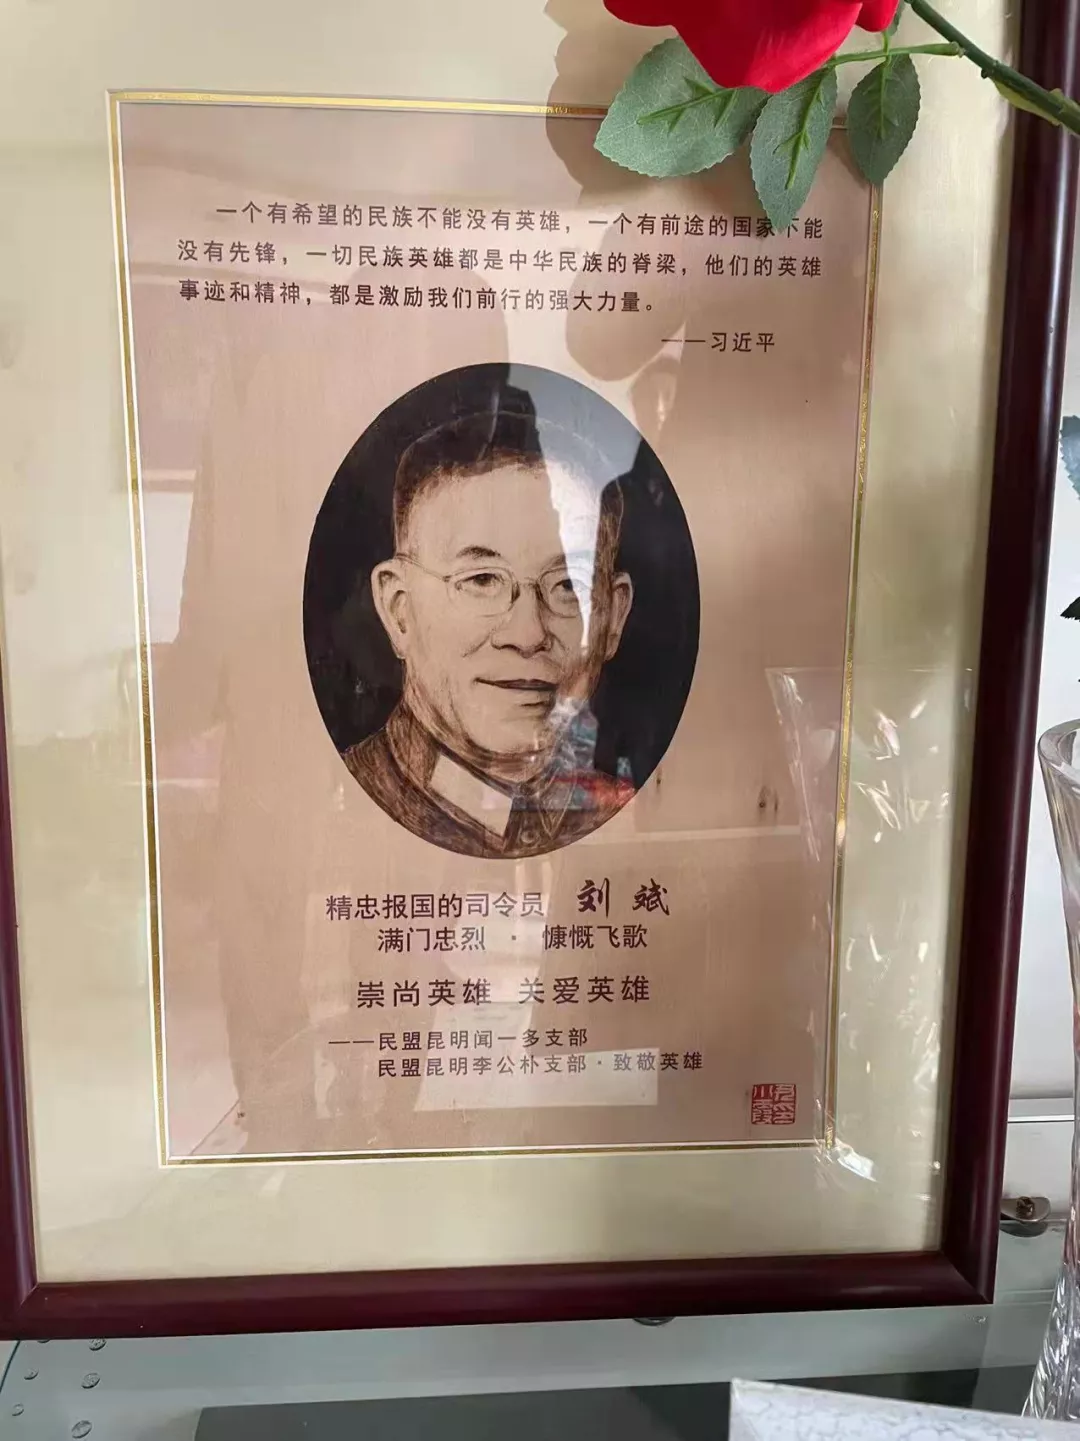 一个有希望的民族不能没有英雄，一个有前途的国家不能
没有先锋，一切民族英雄都是中华民族的脊梁，他们的英雄
事迹和精神，都是激励我们前行的强大力量。
——习近平
精忠报国的司令员 刘斌
满门忠烈·慷慨飞歌
崇尚英雄 关爱英雄
——民盟昆明闻一多支部
民盟昆明李公朴支部·致敬英雄